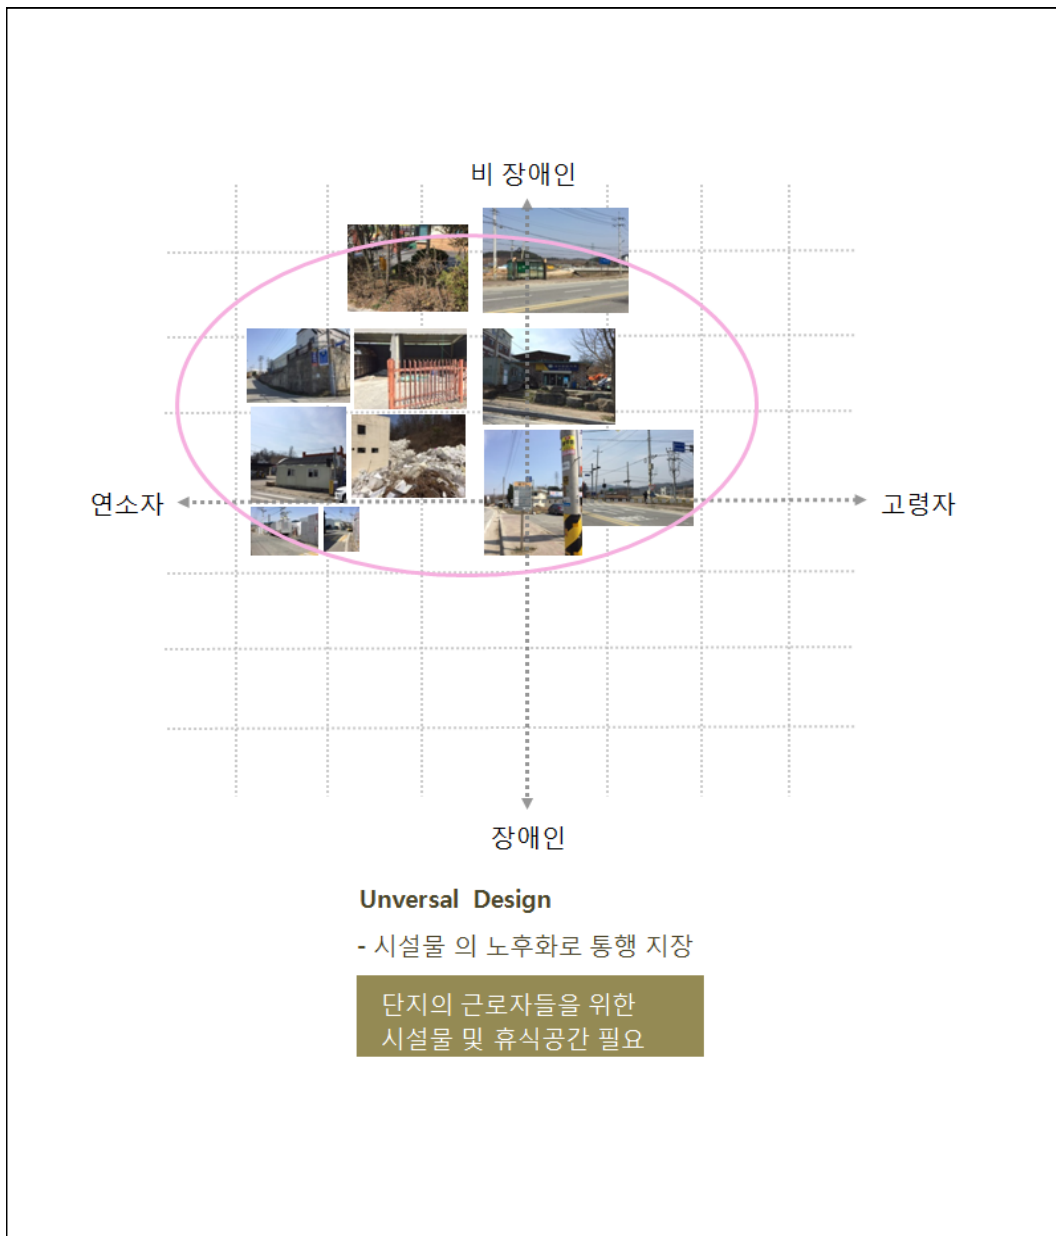 비 장애인
연소자
고령자
장애인
Unversal Design
- 시설물 의 노후화로 통행 지장
단지의 근로자들을 위한
시설물 및 휴식공간 필요